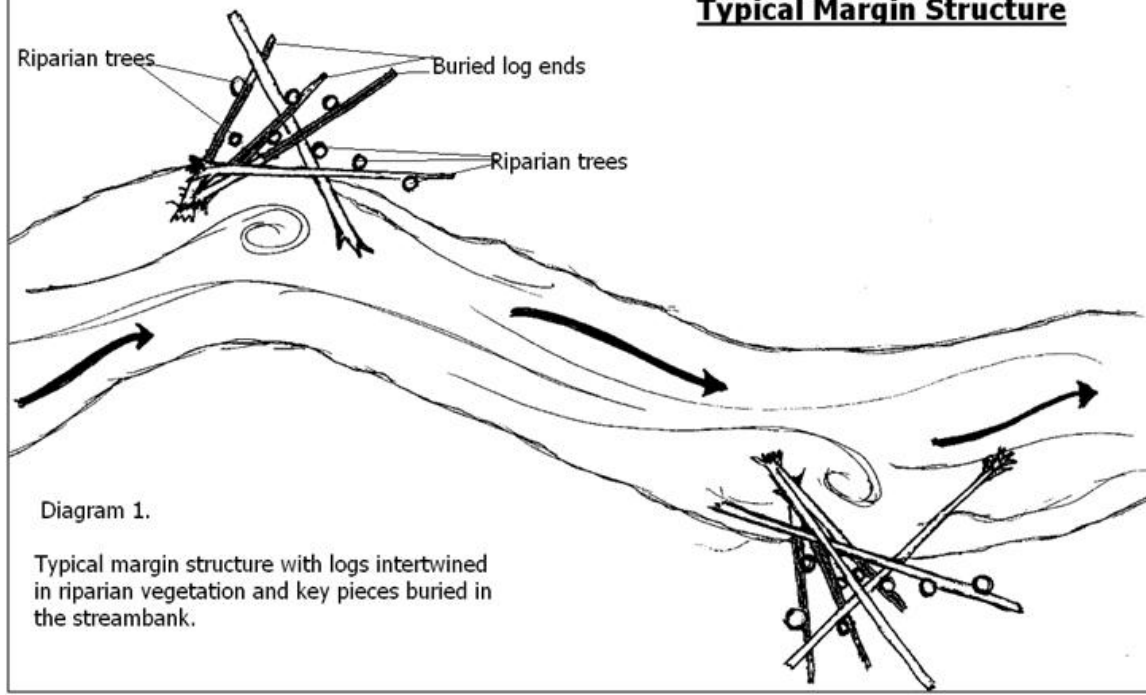 Typical Margin Structure
Riparian trees
Buried log ends
Riparian trees
Diagram 1.
Typical margin structure with logs intertwined
in riparian vegetation and key pieces buried in
the streambank.